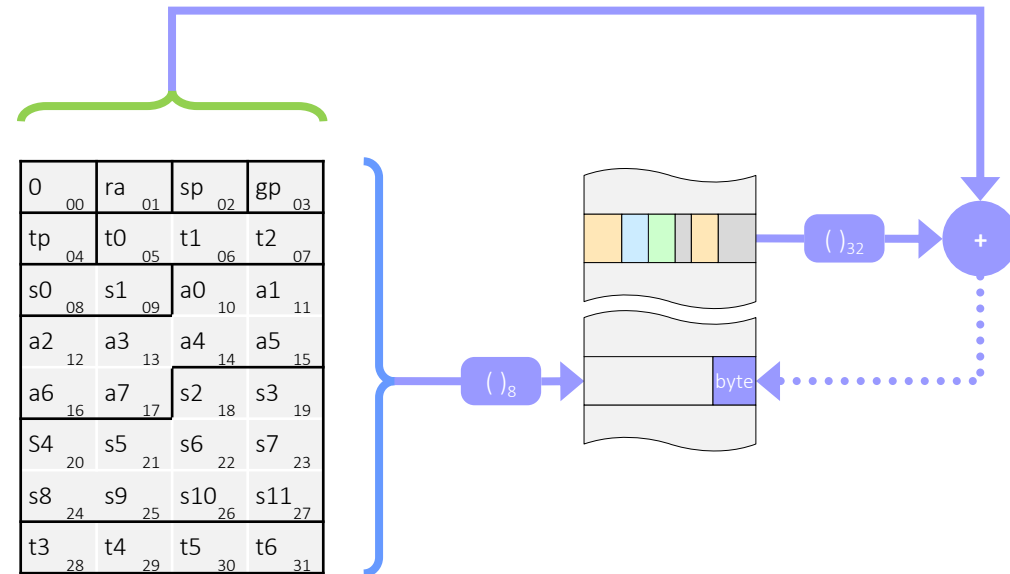 0 00 ra 01 sp 02 gp 03
tp 04 t0 05 t1 06 t2 07
s0 08 s1 09 a0 10 a1 11
a2 12 a3 13 a4 14 a5 15
a6 16 a7 17 s2 18 s3 19
S4 20 s5 21 s6 22 s7 23
s8 24 s9 25 s10 26 s11 27
t3 28 t4 29 t5 30 t6 31
( )32
+
( )8
byte